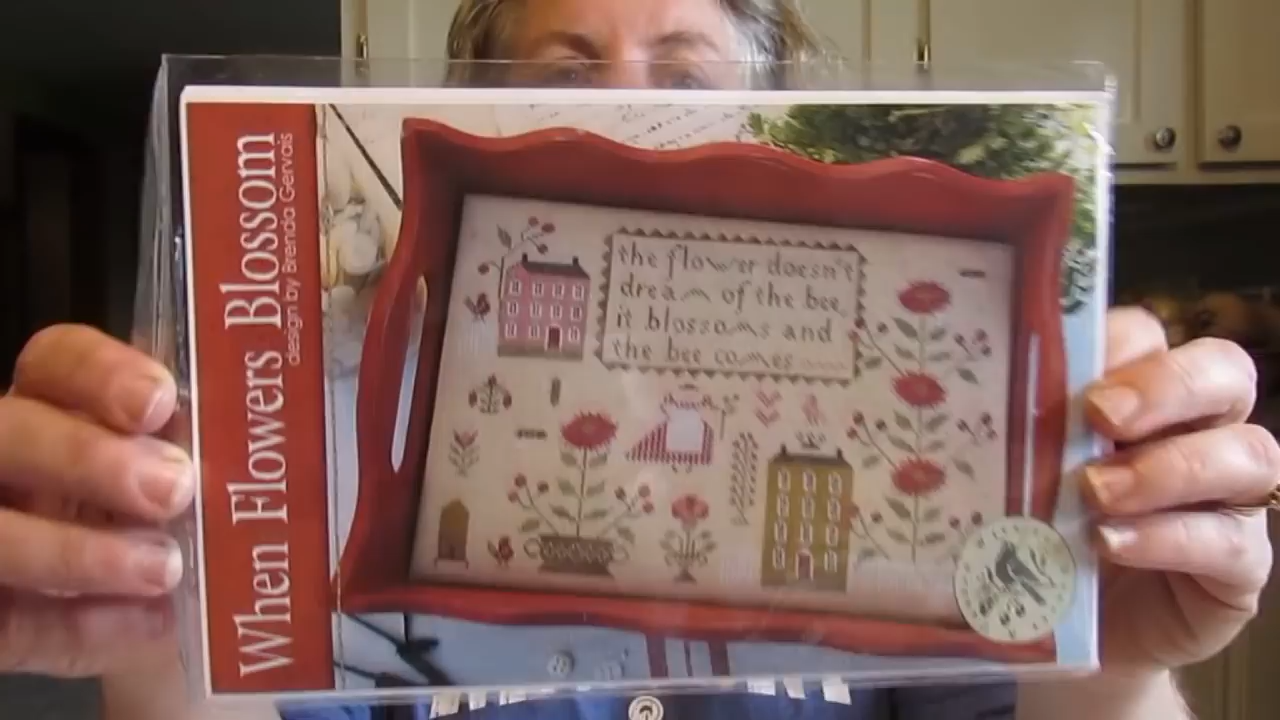 When Flowers Blossom
design by Brenda Gervais
the flower doesn't
dream of the bee,
it blossoms and
the bee comes